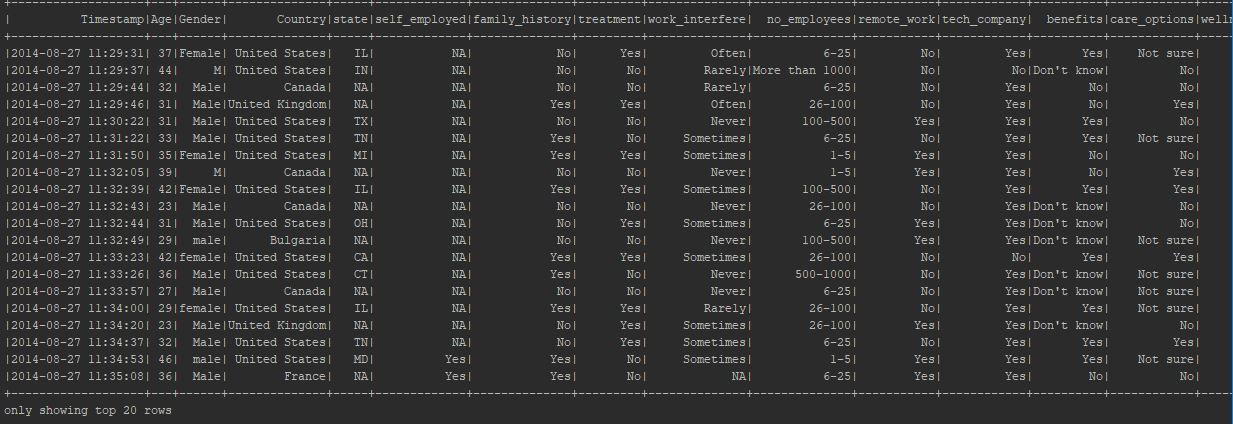 |          Timestamp|Age|Gender|       Country|state|self_employed|family_history|treatment|work_interfere|  no_employees|remote_work|tech_company|  benefits|care_options|welln
|2014-08-27 11:29:31| 37|Female| United States|   IL|           NA|            No|      Yes|         Often|          6-25|         No|         Yes|       Yes|    Not sure|
|2014-08-27 11:29:37| 44|     M| United States|   IN|           NA|            No|       No|        Rarely|More than 1000|         No|          No|Don't know|          No|
|2014-08-27 11:29:44| 32|  Male|        Canada|   NA|           NA|            No|       No|        Rarely|          6-25|         No|         Yes|        No|          No|
|2014-08-27 11:29:46| 31|  Male|United Kingdom|   NA|           NA|           Yes|      Yes|         Often|        26-100|         No|         Yes|        No|         Yes|
|2014-08-27 11:30:22| 31|  Male| United States|   TX|           NA|            No|       No|         Never|       100-500|        Yes|         Yes|       Yes|          No|
|2014-08-27 11:31:22| 33|  Male| United States|   TN|           NA|           Yes|       No|     Sometimes|          6-25|         No|         Yes|       Yes|    Not sure|
|2014-08-27 11:31:50| 35|Female| United States|   MI|           NA|           Yes|      Yes|     Sometimes|           1-5|        Yes|         Yes|        No|          No|
|2014-08-27 11:32:05| 39|     M|        Canada|   NA|           NA|            No|       No|         Never|           1-5|        Yes|         Yes|        No|         Yes|
|2014-08-27 11:32:39| 42|Female| United States|   IL|           NA|           Yes|      Yes|     Sometimes|       100-500|         No|         Yes|       Yes|         Yes|
|2014-08-27 11:32:43| 23|  Male|        Canada|   NA|           NA|            No|       No|         Never|        26-100|         No|         Yes|Don't know|          No|
|2014-08-27 11:32:44| 31|  Male| United States|   OH|           NA|            No|      Yes|     Sometimes|          6-25|        Yes|         Yes|Don't know|          No|
|2014-08-27 11:32:49| 29|  male|      Bulgaria|   NA|           NA|            No|       No|         Never|       100-500|        Yes|         Yes|Don't know|    Not sure|
|2014-08-27 11:33:23| 42|female| United States|   CA|           NA|           Yes|      Yes|     Sometimes|        26-100|         No|          No|       Yes|         Yes|
|2014-08-27 11:33:26| 36|  Male| United States|   CT|           NA|           Yes|       No|         Never|      500-1000|         No|         Yes|Don't know|    Not sure|
|2014-08-27 11:33:57| 27|  Male|        Canada|   NA|           NA|            No|       No|         Never|          6-25|         No|         Yes|Don't know|    Not sure|
|2014-08-27 11:34:00| 29|female| United States|   IL|           NA|           Yes|      Yes|        Rarely|        26-100|         No|         Yes|       Yes|    Not sure|
|2014-08-27 11:34:20| 23|  Male|United Kingdom|   NA|           NA|            No|      Yes|     Sometimes|        26-100|        Yes|         Yes|Don't know|          No|
|2014-08-27 11:34:37| 32|  Male| United States|   TN|           NA|            No|      Yes|     Sometimes|          6-25|         No|         Yes|       Yes|         Yes|
|2014-08-27 11:34:53| 46|  male| United States|   MD|          Yes|           Yes|       No|     Sometimes|           1-5|        Yes|         Yes|       Yes|    Not sure|
|2014-08-27 11:35:08| 36|  Male|        France|   NA|          Yes|           Yes|       No|            NA|          6-25|        Yes|         Yes|        No|          No|
only showing top 20 rows